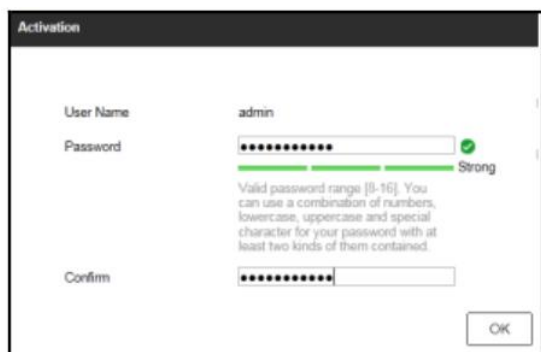 Activation
User Name admin
Password ●●●●●●●●●●●
Strong
Valid password range [8-16]. You
can use a combination of numbers,
lowercase, uppercase and special
character for your password with at
least two kinds of them contained.
Confirm ●●●●●●●●●●●
OK